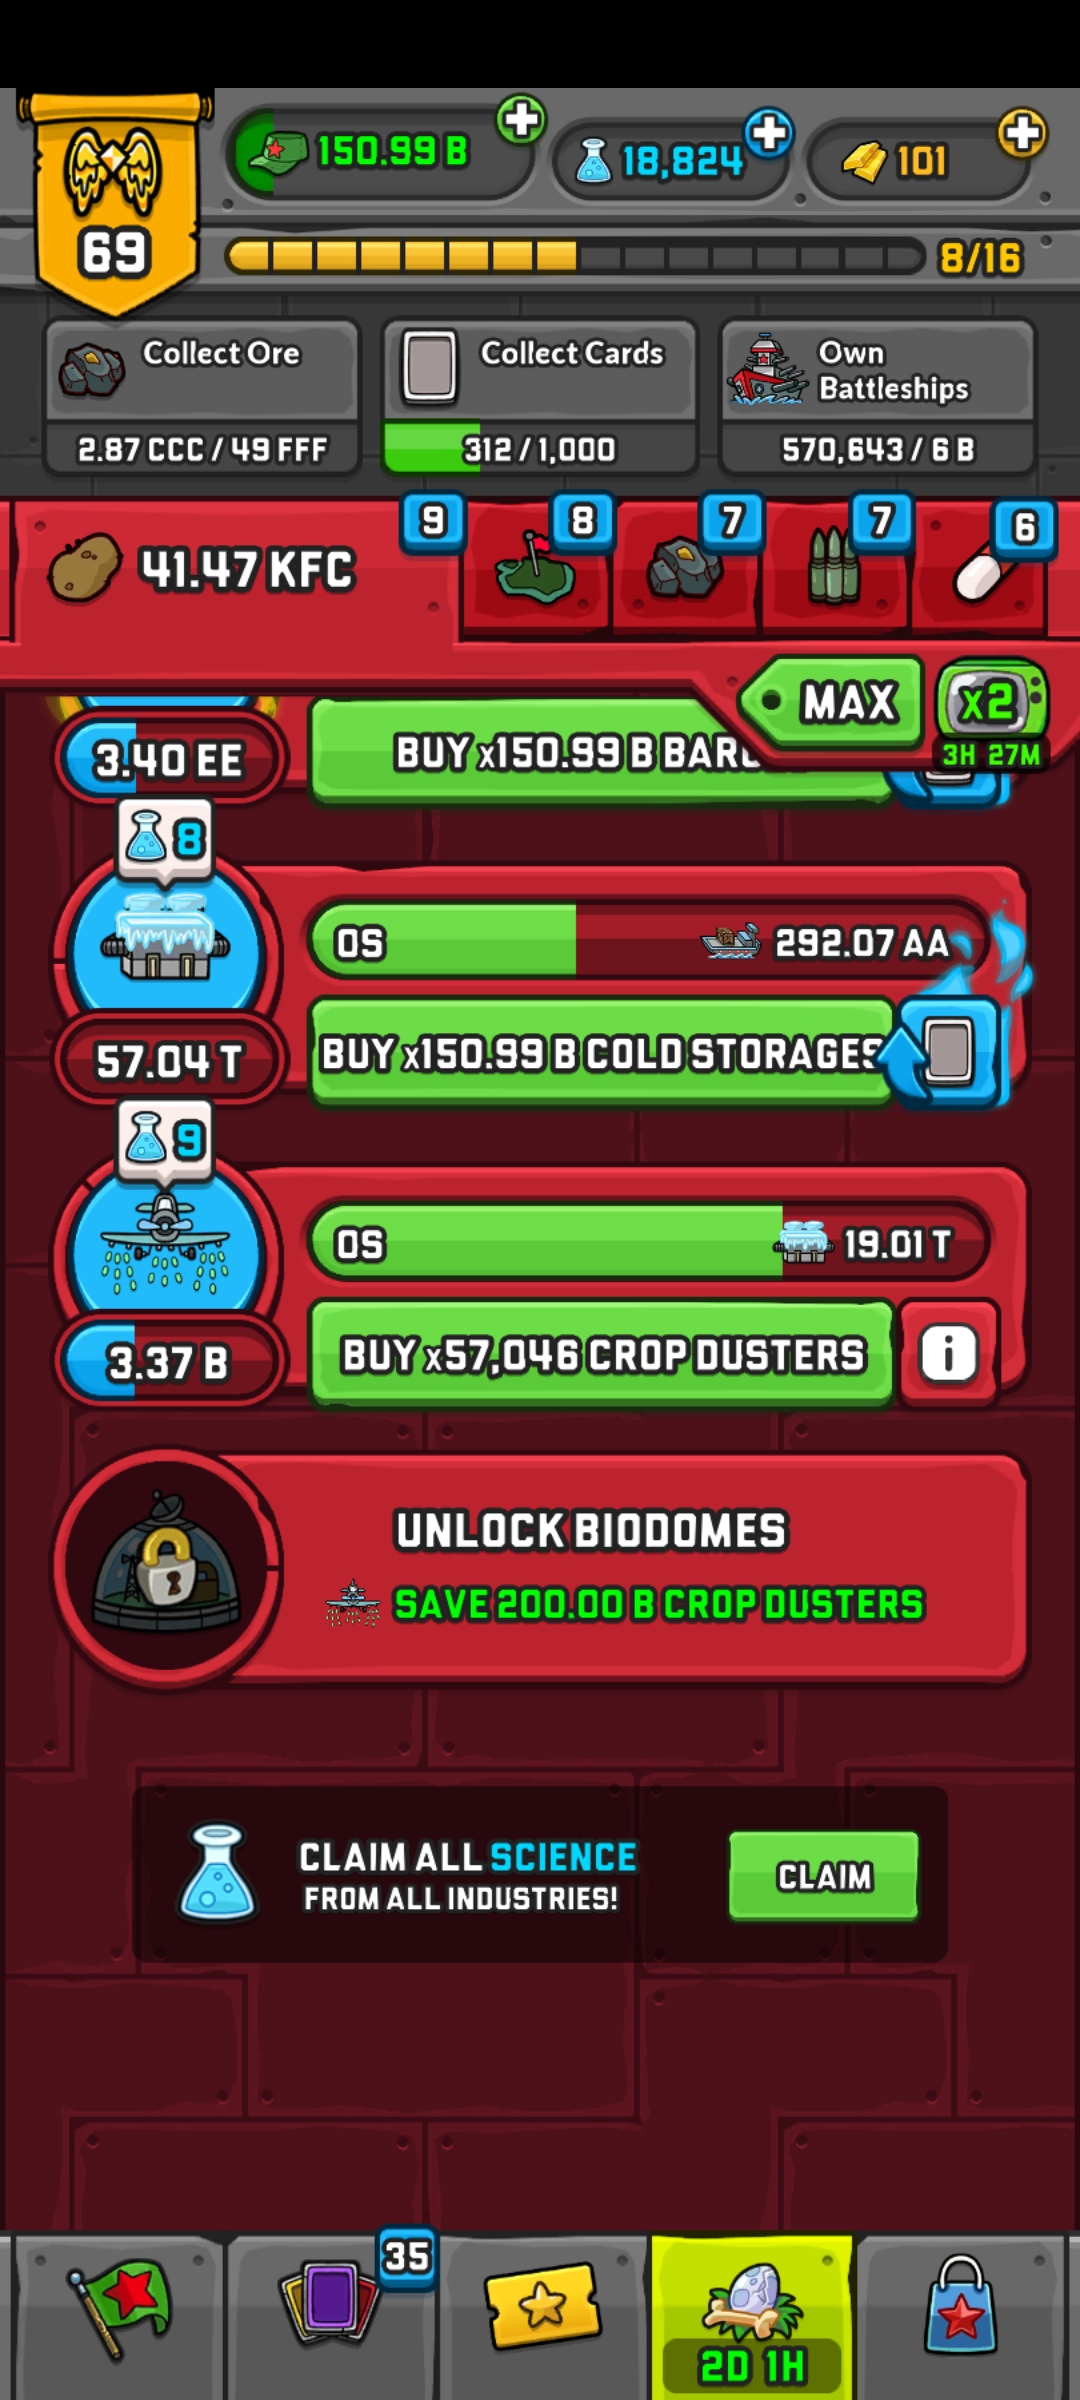 69
150.99 B
18,824
101
8/16
Collect Ore
2.87 CCC / 49 FFF
Collect Cards
312 / 1,000
Own
Battleships
570,643 / 6 B
41.47 KFC
9
8
7
7
6
MAX
x2
3H 27M
3.40 EE
BUY x150.99 B
8
0S
292.07 AA
57.04 T
BUY x150.99 B COLD STORAGES
9
0S
19.01 T
3.37 B
BUY x57,046 CROP DUSTERS
i
UNLOCK BIODOMES
SAVE 200.00 B CROP DUSTERS
CLAIM ALL SCIENCE
FROM ALL INDUSTRIES!
CLAIM
35
2D 1H